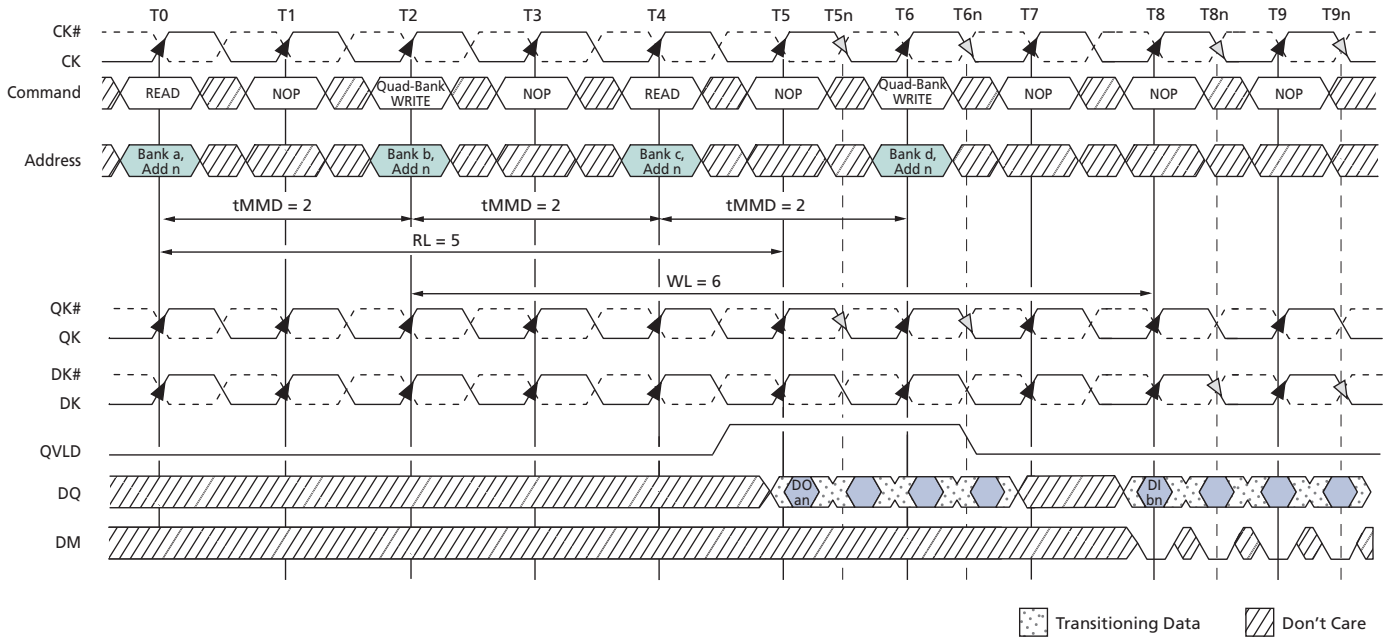 T0 T1 T2 T3 T4 T5 T5n T6 T6n T7 T8 T8n T9 T9n
CK#
CK
Command READ NOP Quad-Bank WRITE NOP READ NOP Quad-Bank WRITE NOP NOP NOP
Address Bank a, Add n Bank b, Add n Bank c, Add n Bank d, Add n
tMMD = 2 tMMD = 2 tMMD = 2
RL = 5
WL = 6
QK#
QK
DK#
DK
QVLD
DQ DO an DI bn
DM
Transitioning Data Don't Care